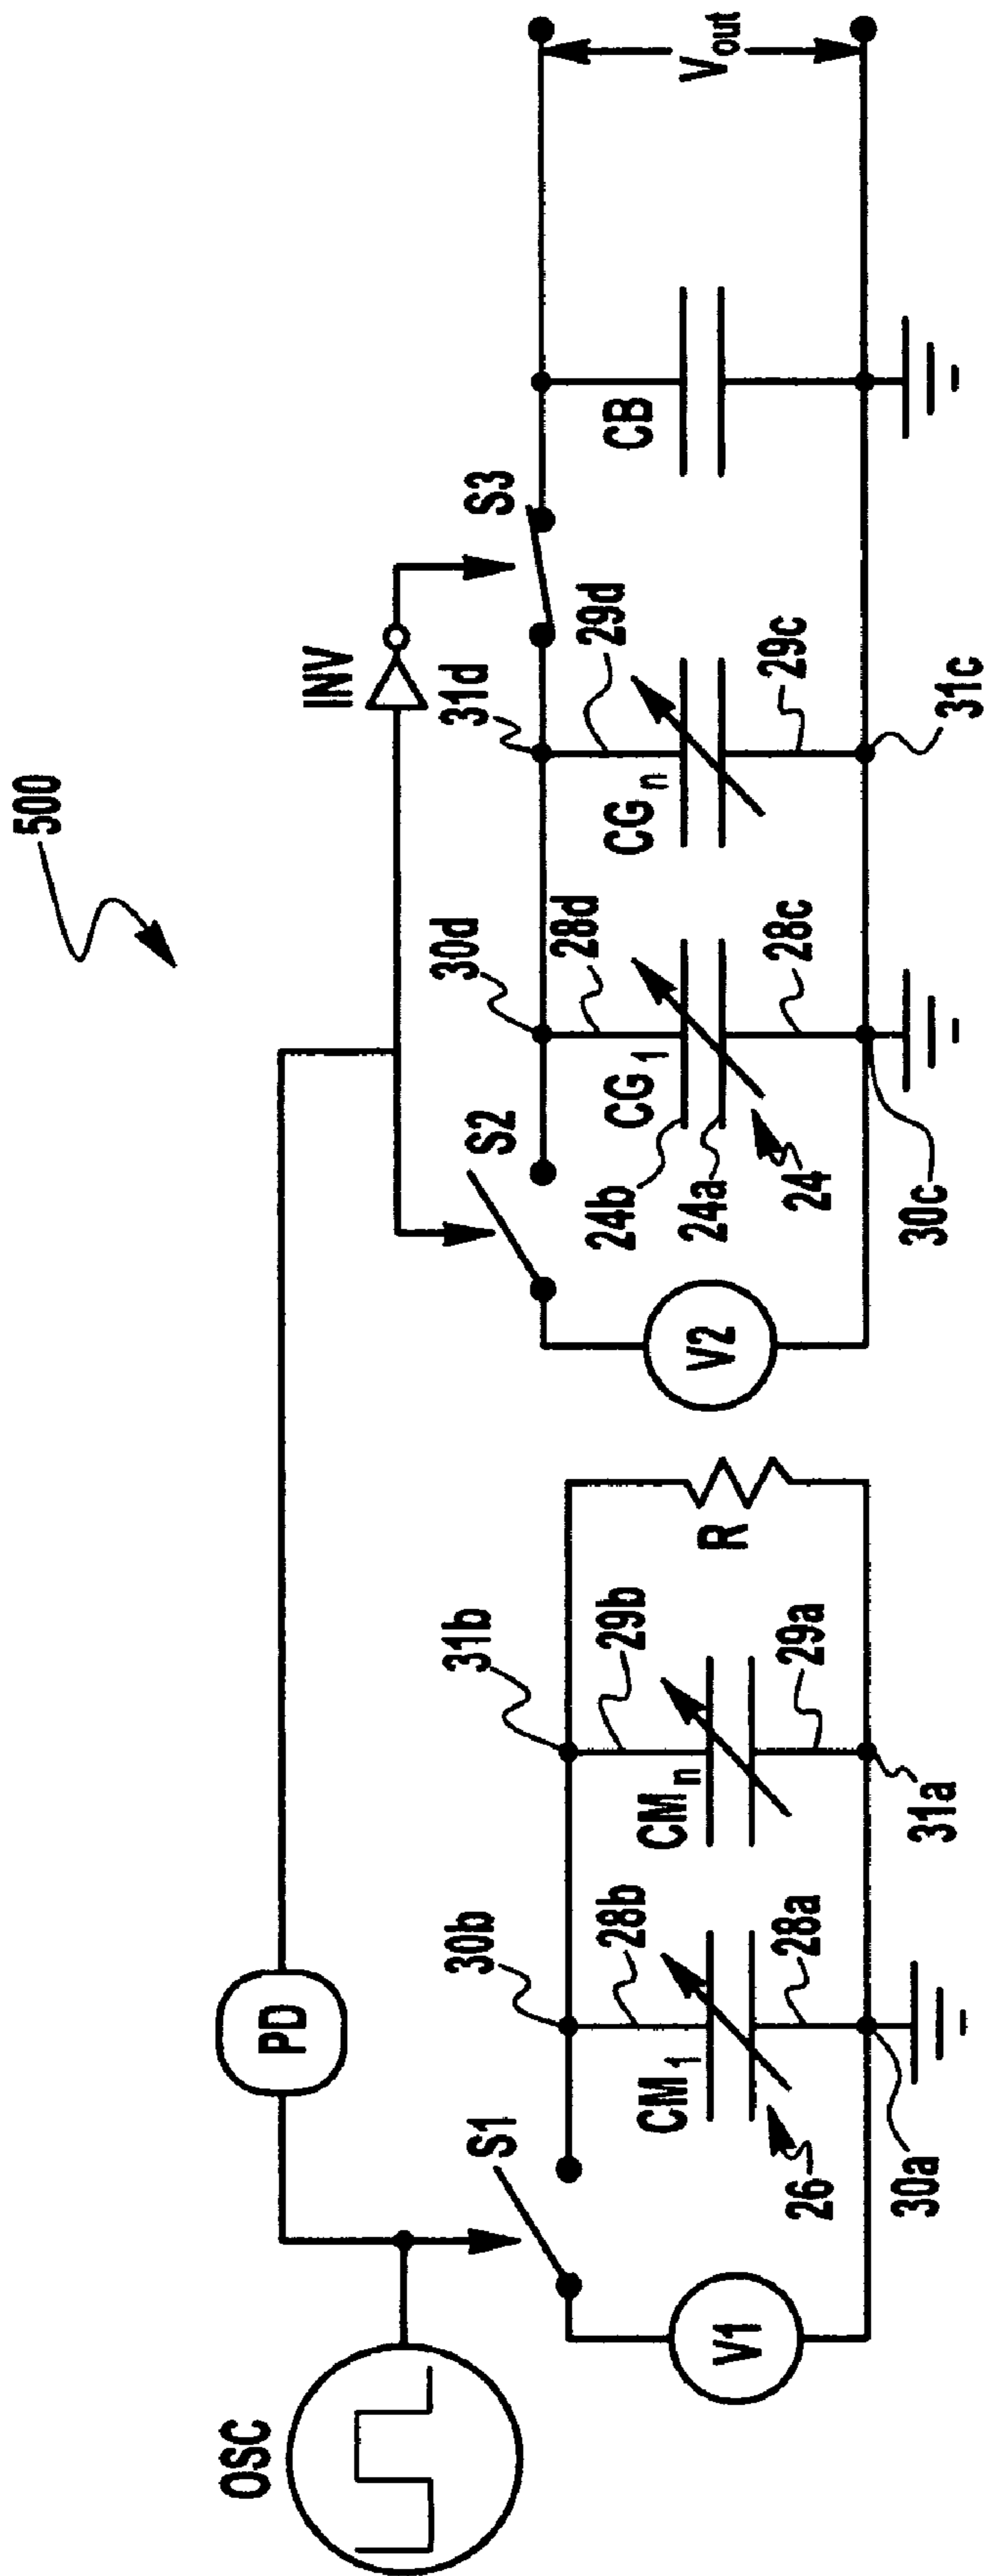 500
OSC
PD
INV
S1
S2
S3
V1
30b
31b
28b
29b
CM1
CMn
R
26
28a
29a
30a
31a
V2
30d
31d
28d
29d
CG1
CGn
CB
Vout
24b
24a
24
28c
29c
30c
31c